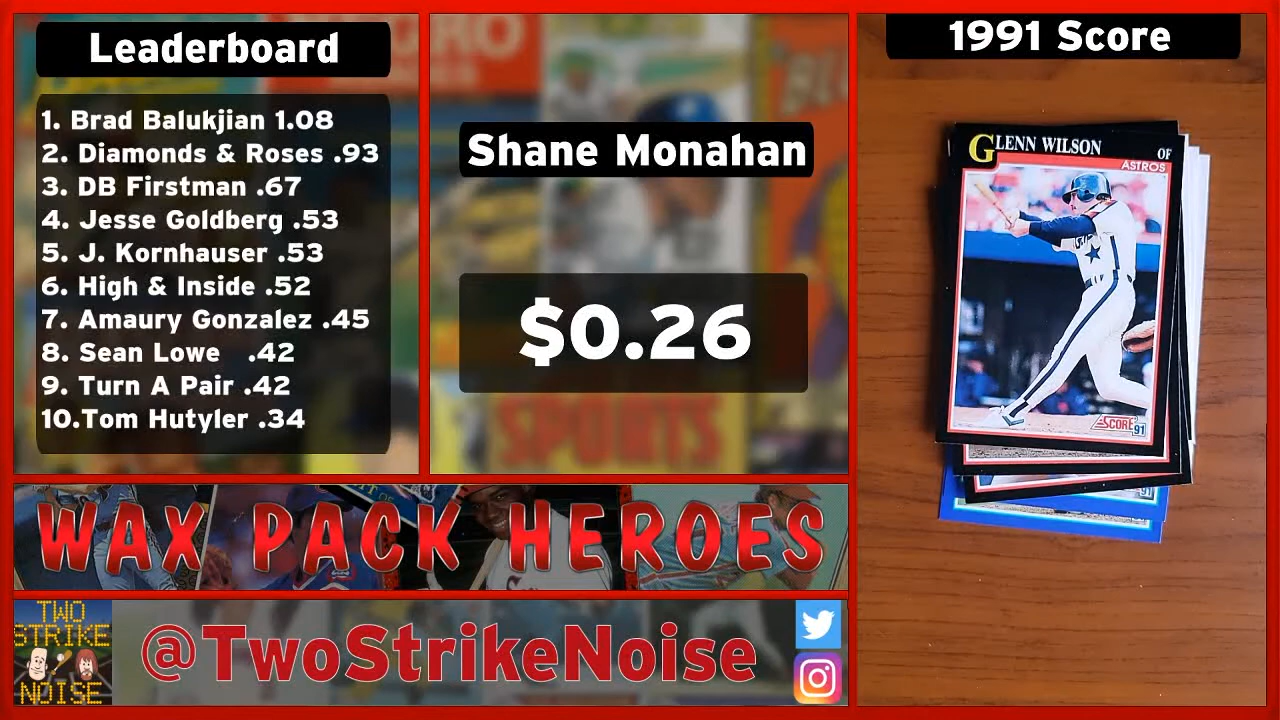 Leaderboard
1. Brad Balukjian 1.08
2. Diamonds & Roses .93
3. DB Firstman .67
4. Jesse Goldberg .53
5. J. Kornhauser .53
6. High & Inside .52
7. Amaury Gonzalez .45
8. Sean Lowe .42
9. Turn A Pair .42
10.Tom Hutyler .34
Shane Monahan
$0.26
SPORTS
WAX PACK HEROES
TWO
STRIKE
NOISE
@TwoStrikeNoise
1991 Score
GLENN WILSON OF
ASTROS
SCORE 91
91